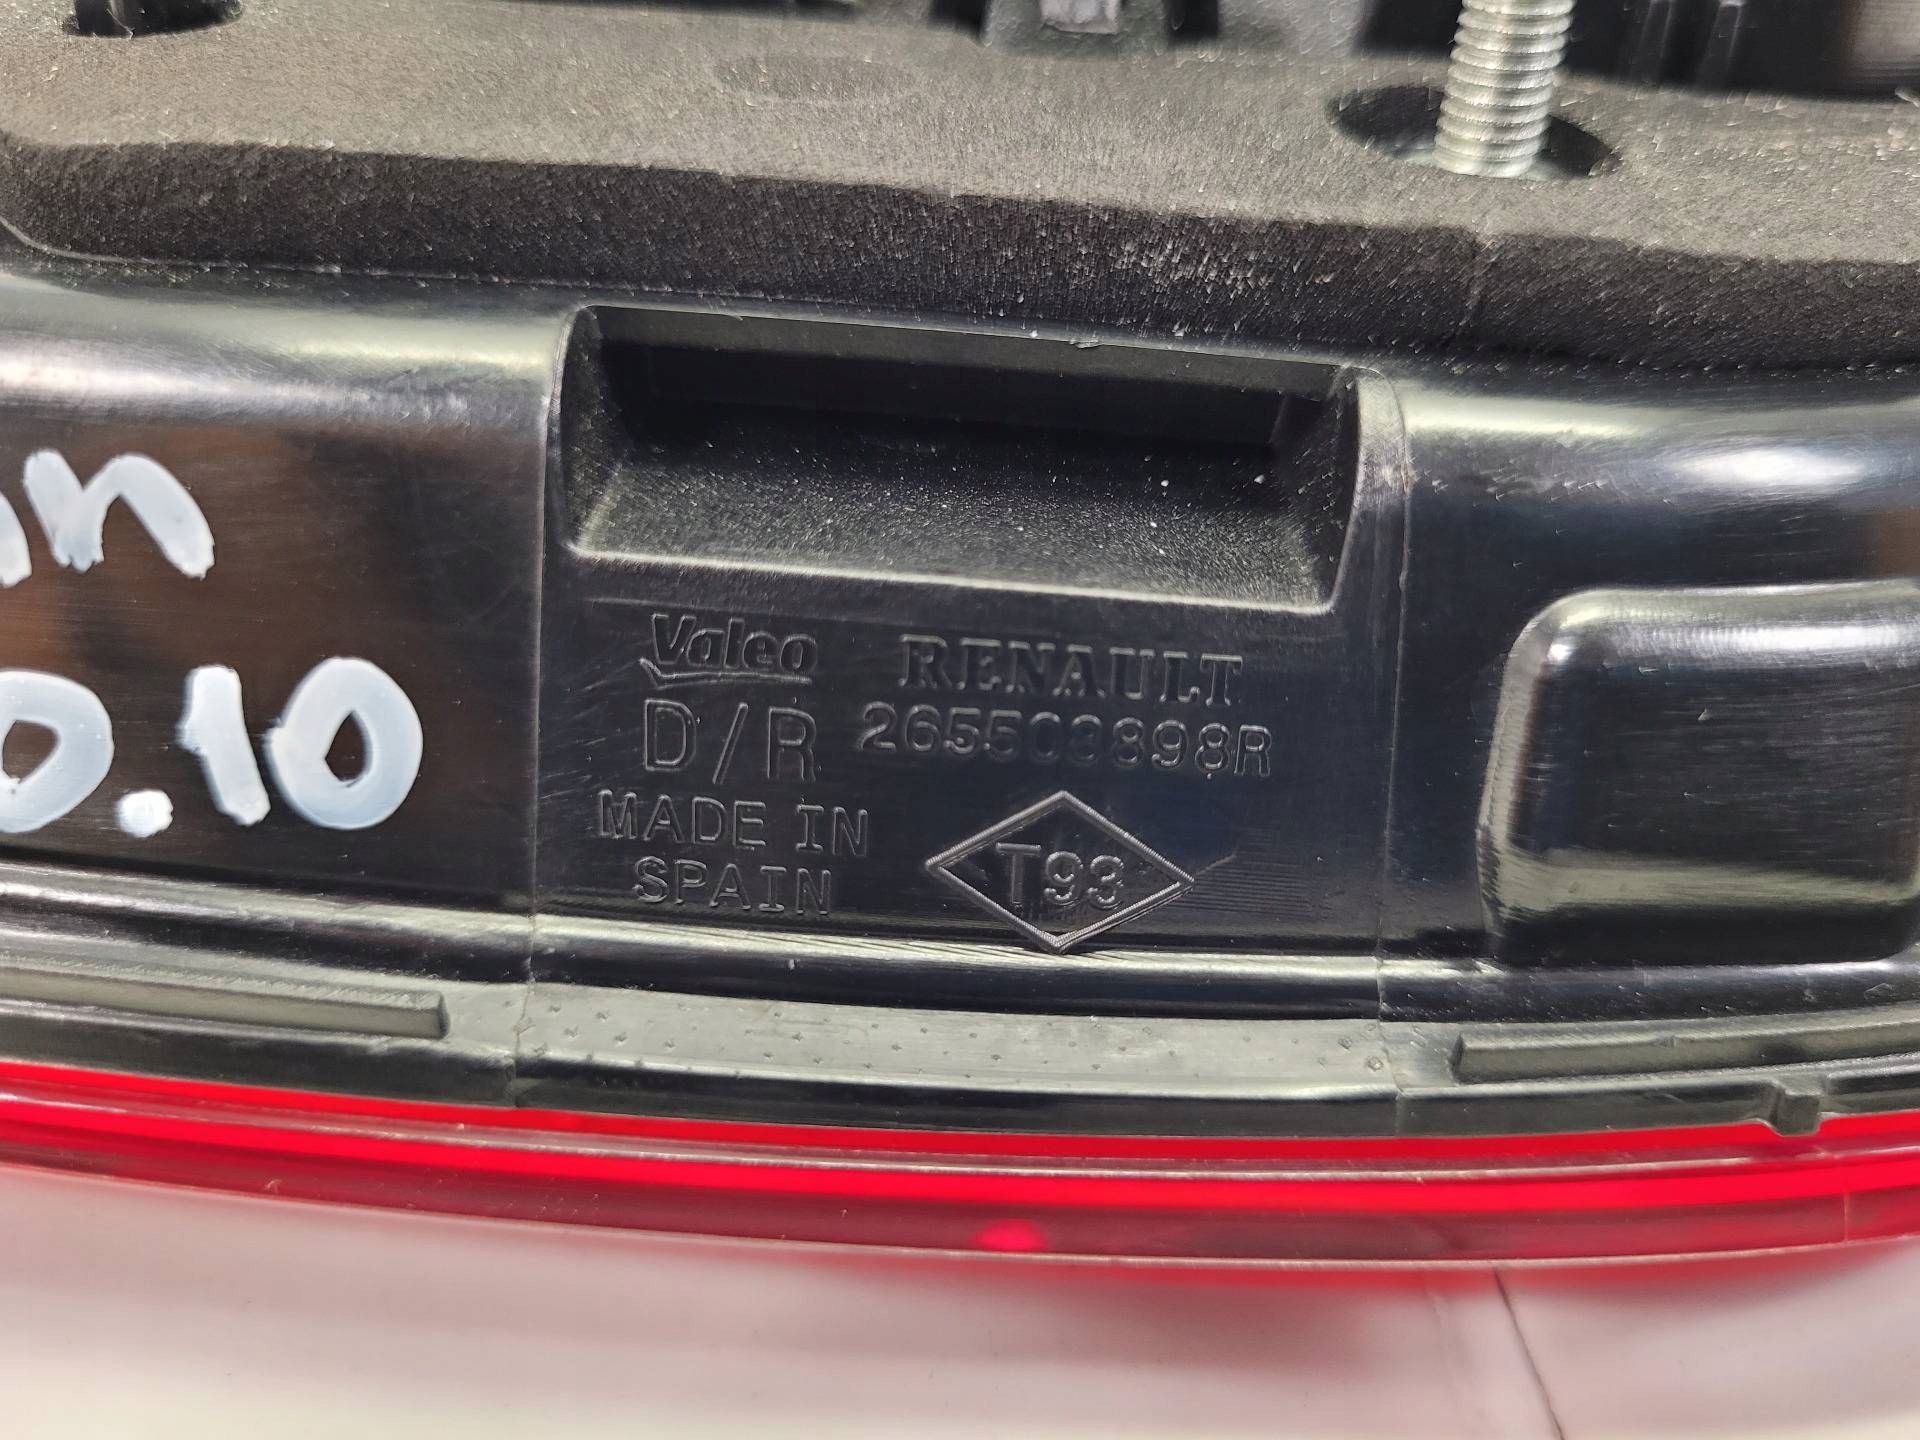 Valeo RENAULT
D/R 265503898R
MADE IN
SPAIN
T93
0.10